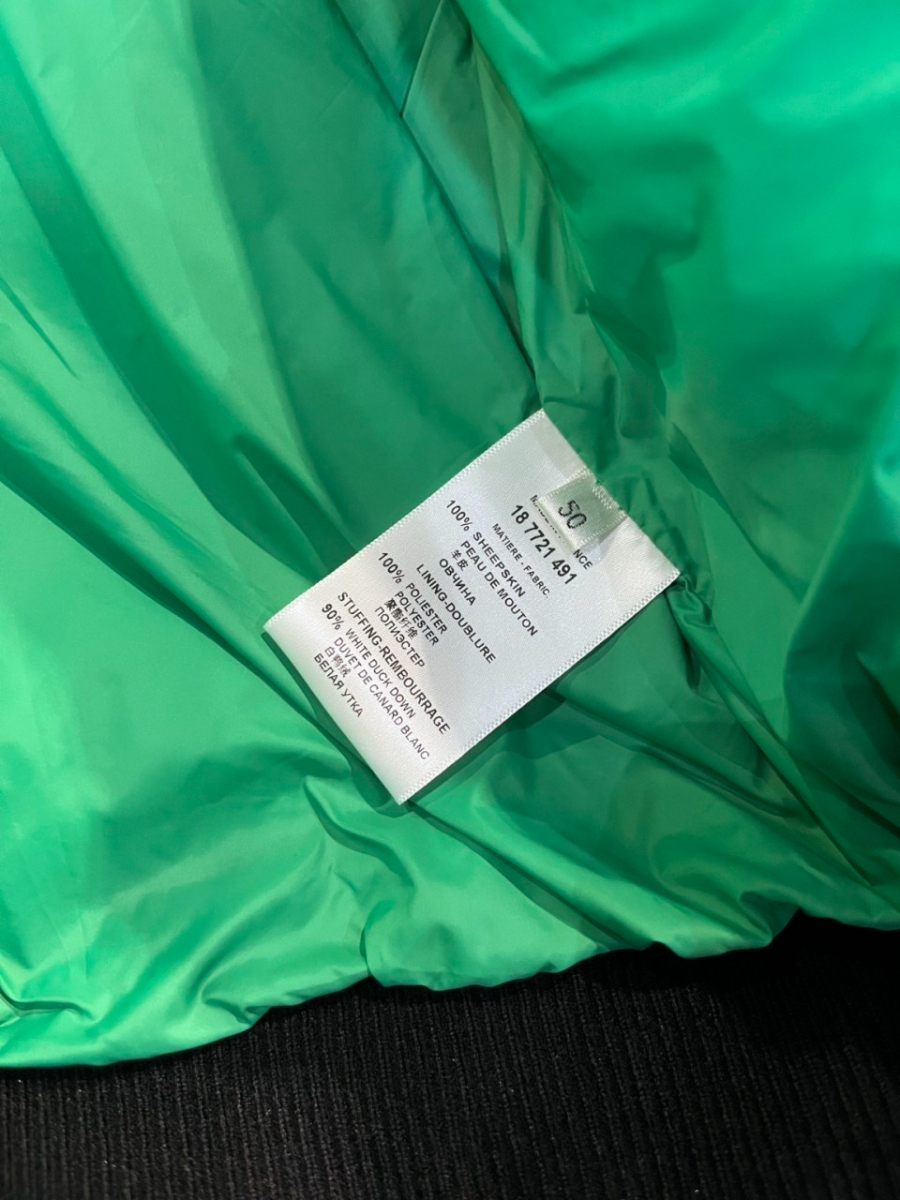 50
NCE
18 7721 491
MATIERE - FABRIC.
100% SHEEPSKIN
PEAU DE MOUTON
羊皮
ОВЧИНА
LINING-DOUBLURE
100% POLIESTER
POLYESTER
聚酯纤维
ПОЛИЭСТЕР
STUFFING-REMBOURRAGE
90% WHITE DUCK DOWN
DUVET DE CANARD BLANC
白鸭绒
БЕЛАЯ УТКА